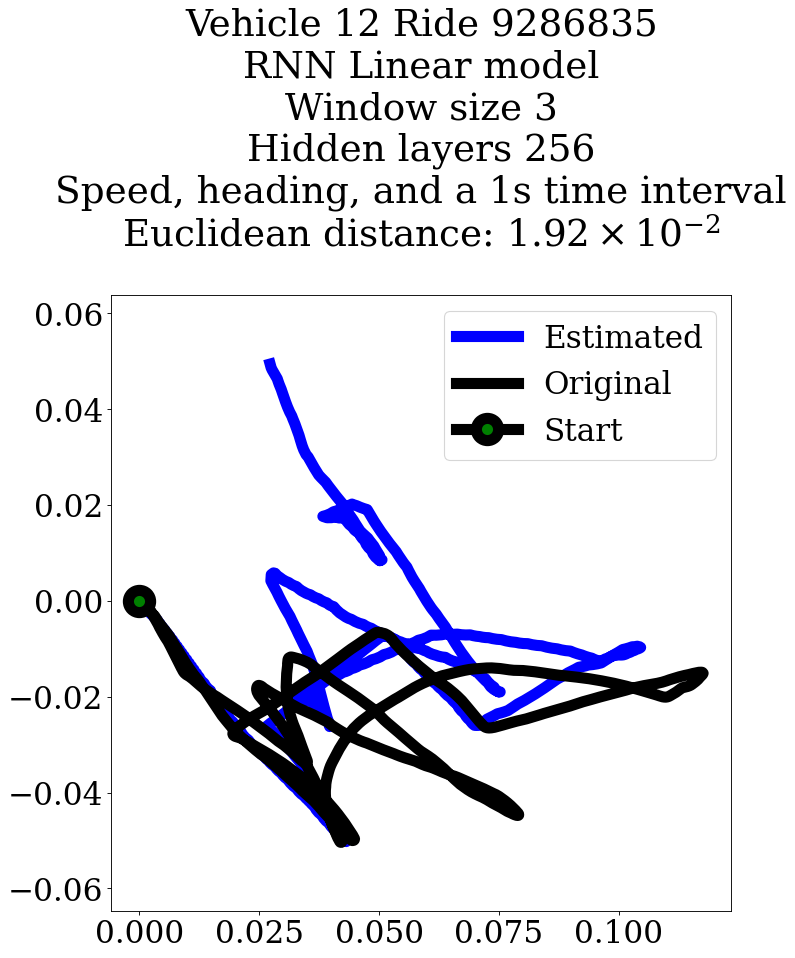 Vehicle 12 Ride 9286835
RNN Linear model
Window size 3
Hidden layers 256
Speed, heading, and a 1s time interval
Euclidean distance: 1.92 × 10⁻²
Estimated
Original
Start
0.06
0.04
0.02
0.00
−0.02
−0.04
−0.06
0.000 0.025 0.050 0.075 0.100